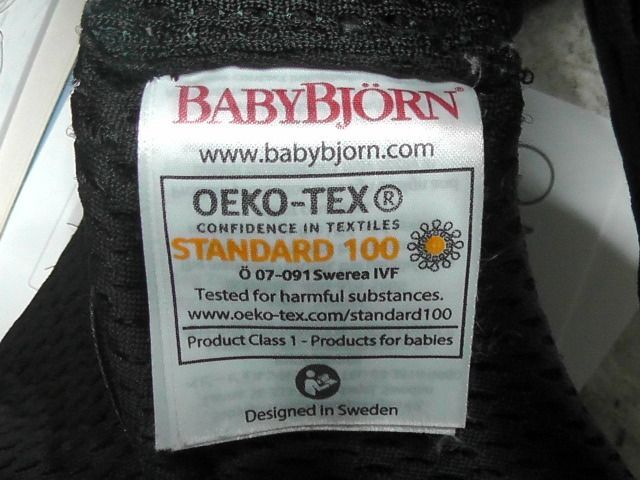 BABYBJÖRN®
www.babybjorn.com
OEKO-TEX®
CONFIDENCE IN TEXTILES
STANDARD 100
Ö 07-091 Swerea IVF
Tested for harmful substances.
www.oeko-tex.com/standard100
Product Class 1 - Products for babies
Designed in Sweden